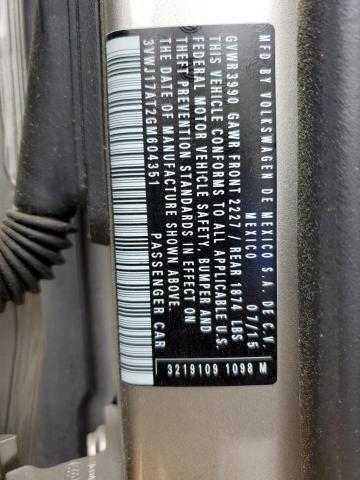 MFD BY VOLKSWAGEN DE MEXICO S.A. DE C.V.
MEXICO 07/15
GVWR 3990 GAWR FRONT 2227/ REAR 1874 LBS
THIS VEHICLE CONFORMS TO ALL APPLICABLE U.S.
FEDERAL MOTOR VEHICLE SAFETY, BUMPER AND
THEFT PREVENTION STANDARDS IN EFFECT ON
THE DATE OF MANUFACTURE SHOWN ABOVE.
3VWJ17AT2GM604351 PASSENGER CAR
3219109 1098 M